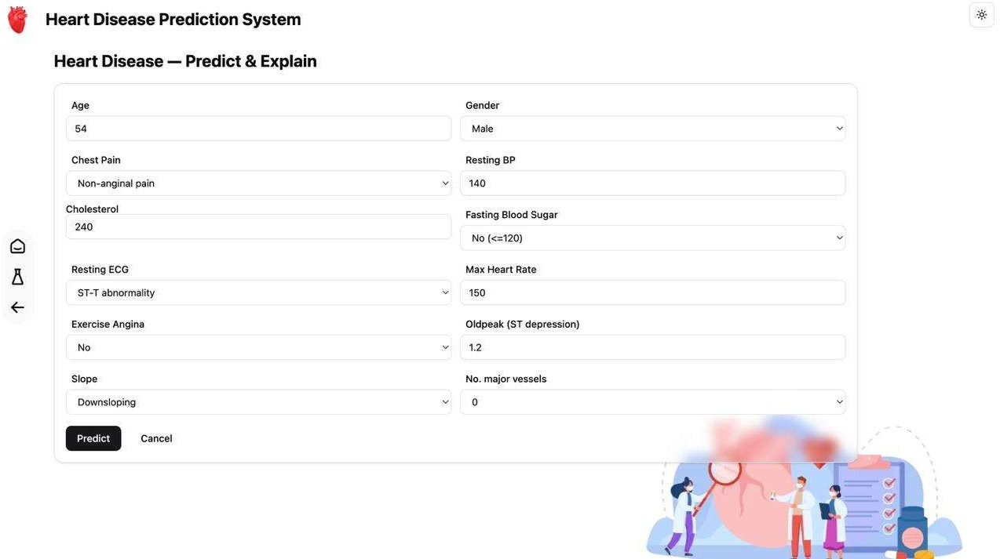 Heart Disease Prediction System
Heart Disease — Predict & Explain
Age
Gender
54
Male
Chest Pain
Resting BP
Non-anginal pain
140
Cholesterol
Fasting Blood Sugar
240
No (<=120)
Resting ECG
Max Heart Rate
ST-T abnormality
150
Exercise Angina
Oldpeak (ST depression)
No
1.2
Slope
No. major vessels
Downsloping
0
Predict
Cancel